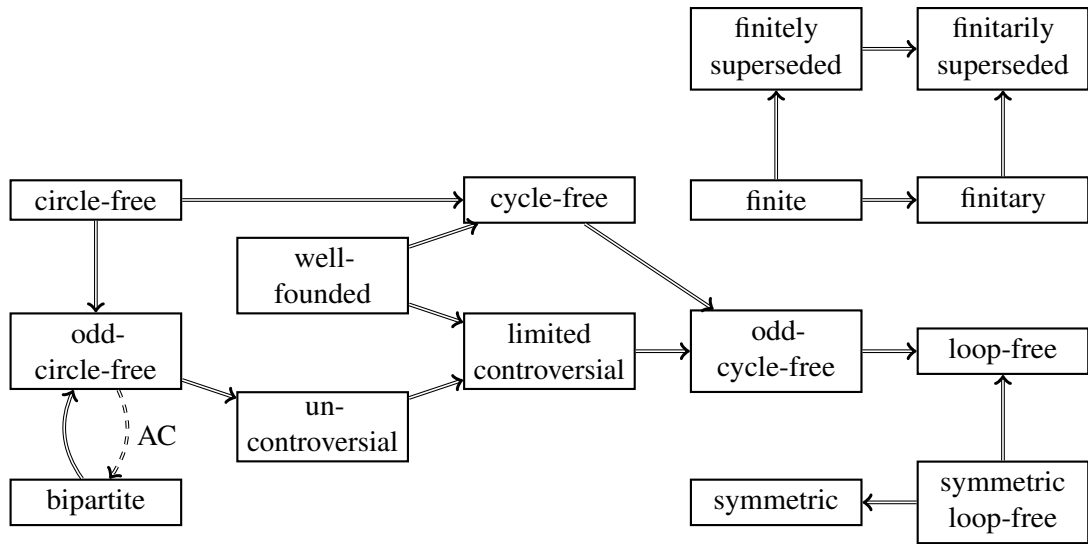 finitely
superseded
finitarily
superseded
circle-free
cycle-free
finite
finitary
well-
founded
odd-
circle-free
limited
controversial
odd-
cycle-free
loop-free
un-
controversial
AC
bipartite
symmetric
symmetric
loop-free